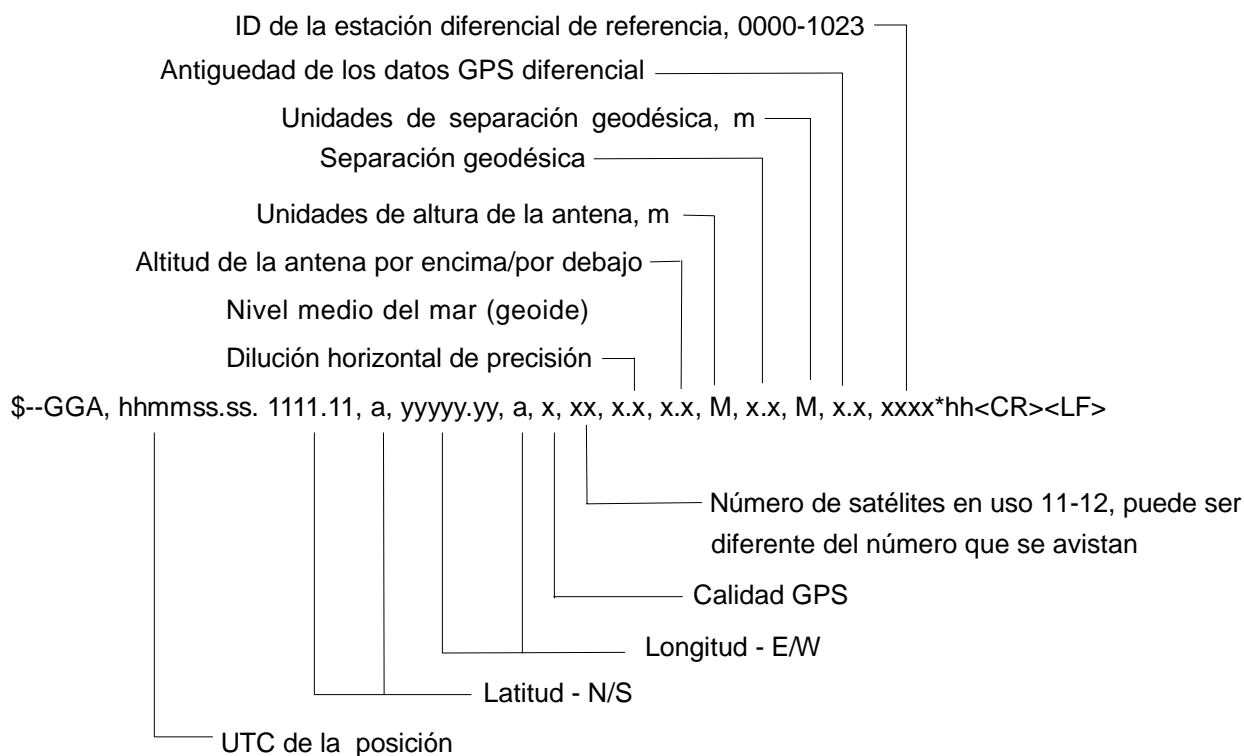 ID de la estación diferencial de referencia, 0000-1023
Antiguedad de los datos GPS diferencial
Unidades de separación geodésica, m
Separación geodésica
Unidades de altura de la antena, m
Altitud de la antena por encima/por debajo
Nivel medio del mar (geoide)
Dilución horizontal de precisión
$--GGA, hhmmss.ss. 1111.11, a, yyyyy.yy, a, x, xx, x.x, x.x, M, x.x, M, x.x, xxxx*hh<CR><LF>
Número de satélites en uso 11-12, puede ser
diferente del número que se avistan
Calidad GPS
Longitud - E/W
Latitud - N/S
UTC de la posición